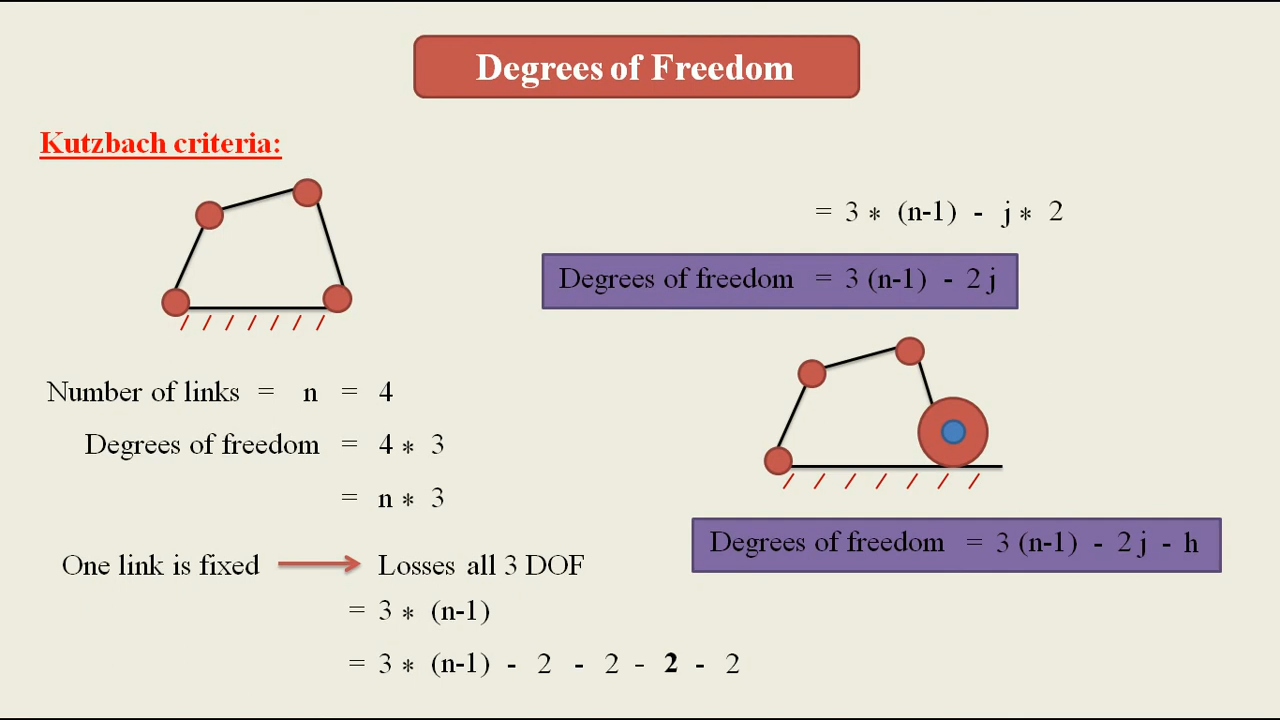 Degrees of Freedom
Kutzbach criteria:
= 3 * (n-1) - j * 2
Degrees of freedom = 3 (n-1) - 2 j
Number of links = n = 4
Degrees of freedom = 4 * 3
= n * 3
One link is fixed Losses all 3 DOF
= 3 * (n-1)
= 3 * (n-1) - 2 - 2 - 2 - 2
Degrees of freedom = 3 (n-1) - 2 j - h